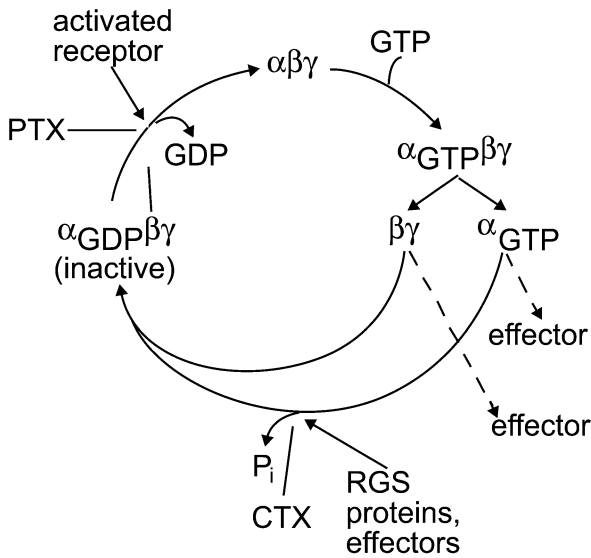 activated
receptor
αβγ
GTP
PTX
GDP
αGTPβγ
αGDPβγ
(inactive)
βγ
αGTP
effector
effector
Pi
CTX
RGS
proteins,
effectors